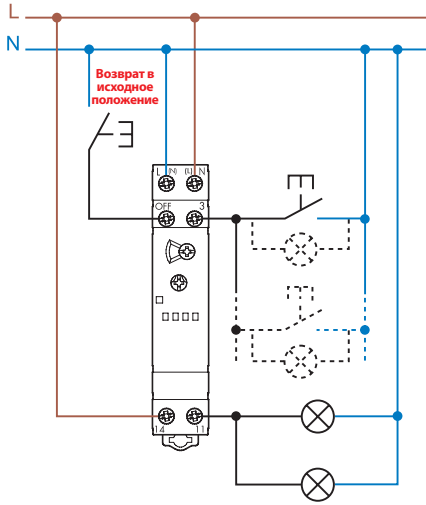 L
N
Возврат в
исходное
положение
L (N) (L) N
OFF 3
14 11